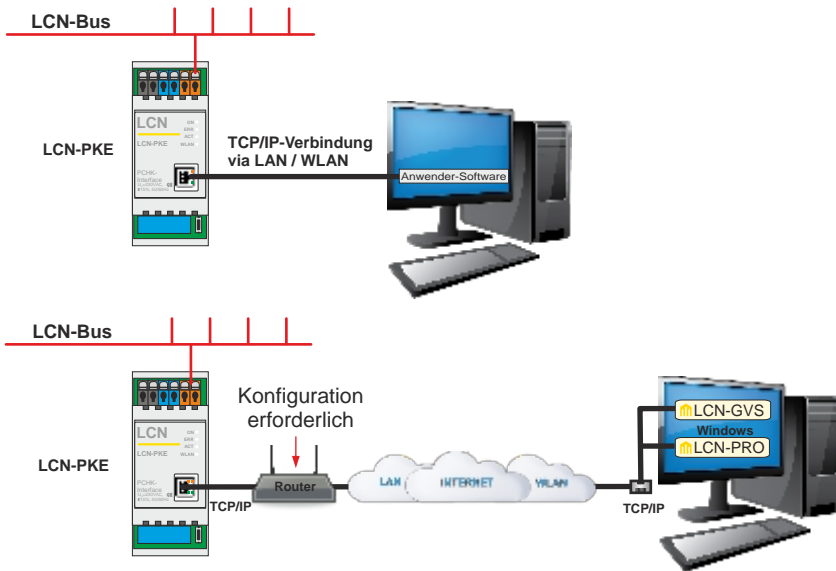 LCN-Bus
LCN
ON
ERR
ACT
WLAN
LCN-PKE
LCN-PKE
PCHK-
Interface
TCP/IP-Verbindung
via LAN / WLAN
Anwender-Software
LCN-Bus
LCN
ON
ERR
ACT
WLAN
LCN-PKE
LCN-PKE
PCHK-
Interface
TCP/IP
Konfiguration
erforderlich
Router
LAN
INTERNET
WLAN
TCP/IP
LCN-GVS
Windows
LCN-PRO